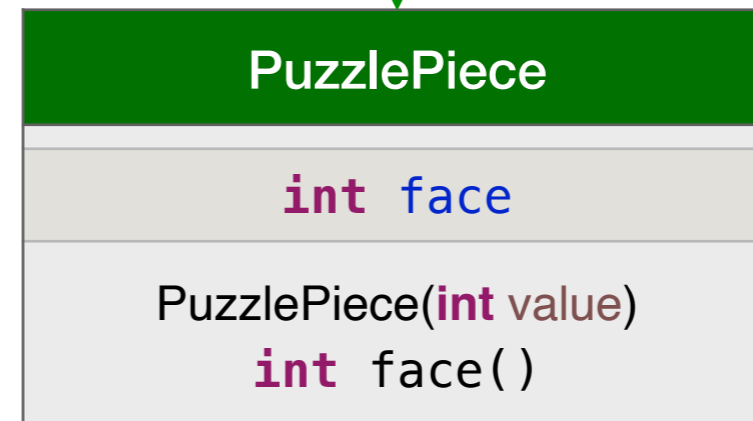 PuzzlePiece
int face
PuzzlePiece(int value)
int face()